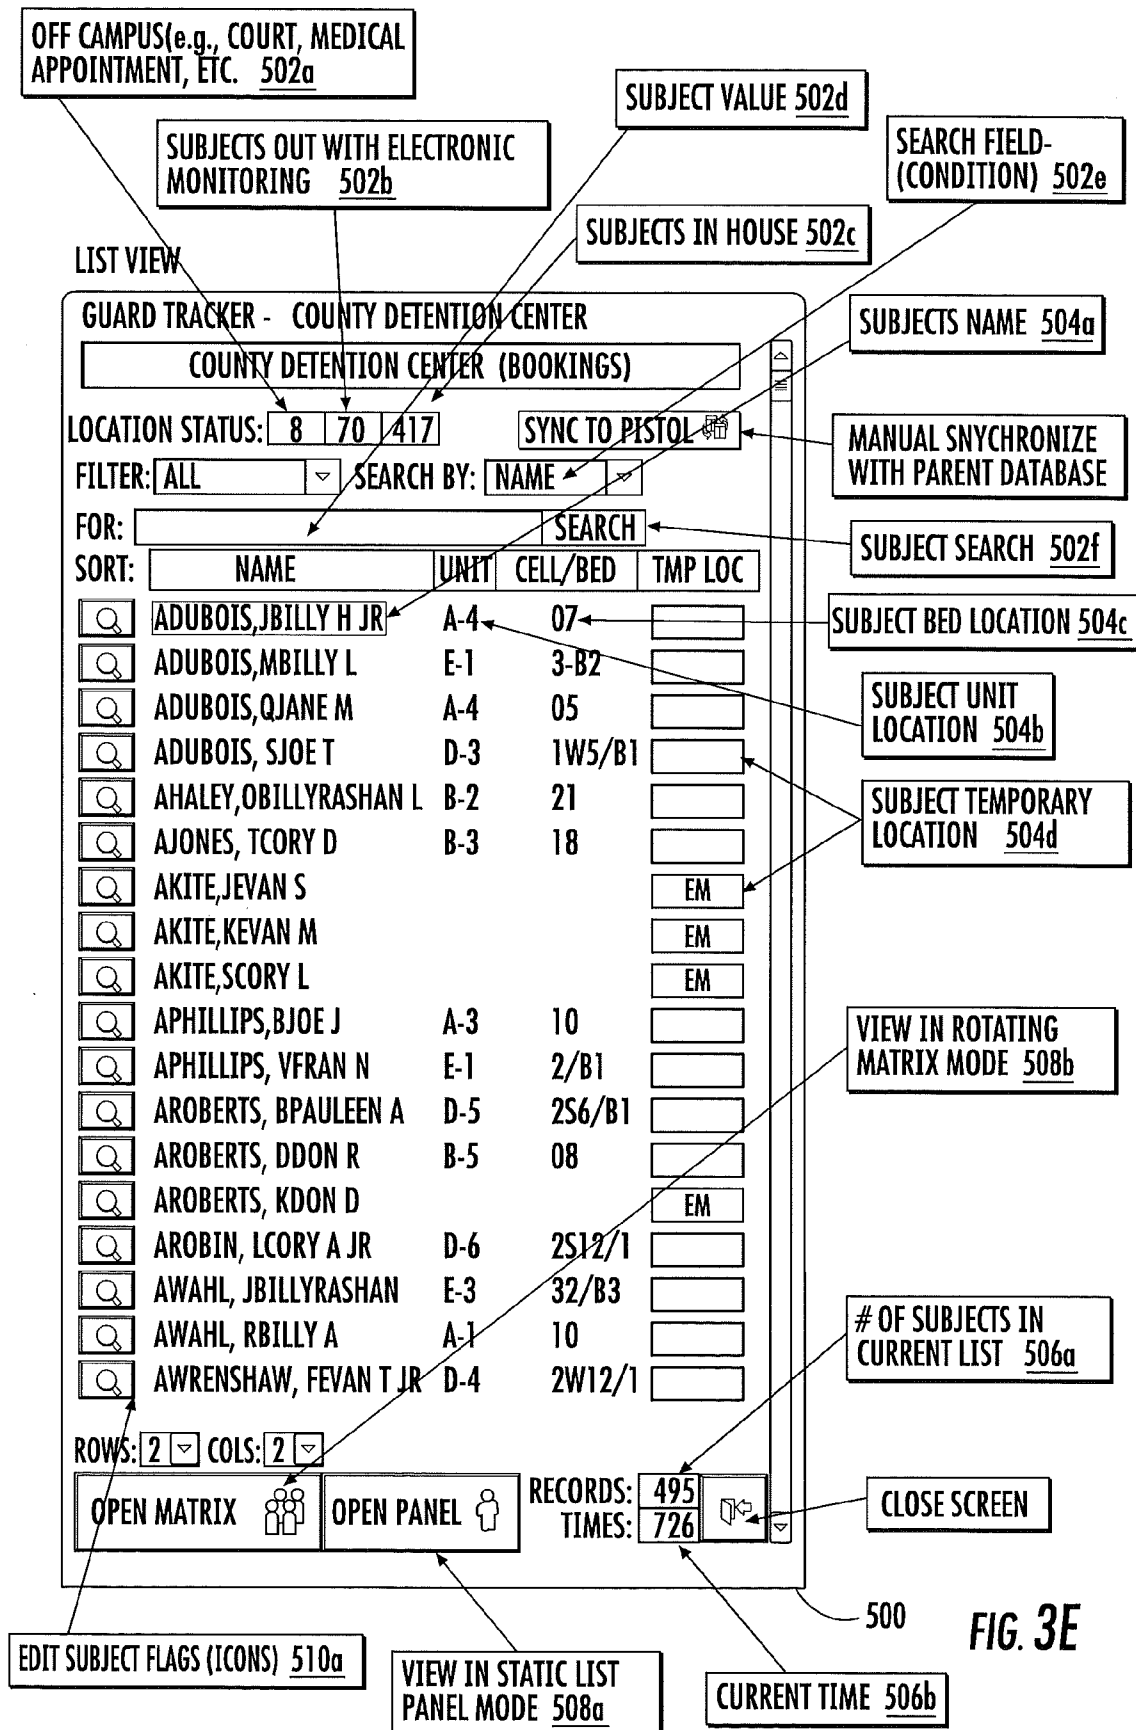 OFF CAMPUS(e.g., COURT, MEDICAL
APPOINTMENT, ETC. 502a
SUBJECT VALUE 502d
SUBJECTS OUT WITH ELECTRONIC
MONITORING 502b
SEARCH FIELD-
(CONDITION) 502e
SUBJECTS IN HOUSE 502c
LIST VIEW
GUARD TRACKER - COUNTY DETENTION CENTER
SUBJECTS NAME 504a
COUNTY DETENTION CENTER (BOOKINGS)
LOCATION STATUS: 8 70 417 SYNC TO PISTOL
MANUAL SNYCHRONIZE
WITH PARENT DATABASE
FILTER: ALL SEARCH BY: NAME
FOR: SEARCH
SUBJECT SEARCH 502f
SORT: NAME UNIT CELL/BED TMP LOC
ADUBOIS,JBILLY H JR A-4 07
SUBJECT BED LOCATION 504c
ADUBOIS,MBILLY L E-1 3-B2
ADUBOIS,QJANE M A-4 05
SUBJECT UNIT
LOCATION 504b
ADUBOIS, SJOE T D-3 1W5/B1
AHALEY,OBILLYRASHAN L B-2 21
SUBJECT TEMPORARY
LOCATION 504d
AJONES, TCORY D B-3 18
AKITE,JEVAN S EM
AKITE,KEVAN M EM
AKITE,SCORY L EM
APHILLIPS,BJOE J A-3 10
VIEW IN ROTATING
MATRIX MODE 508b
APHILLIPS, VFRAN N E-1 2/B1
AROBERTS, BPAULEEN A D-5 2S6/B1
AROBERTS, DDON R B-5 08
AROBERTS, KDON D EM
AROBIN, LCORY A JR D-6 2S12/1
AWAHL, JBILLYRASHAN E-3 32/B3
AWAHL, RBILLY A A-1 10
# OF SUBJECTS IN
CURRENT LIST 506a
AWRENSHAW, FEVAN T JR D-4 2W12/1
ROWS: 2 COLS: 2
OPEN MATRIX OPEN PANEL RECORDS: 495
TIMES: 726
CLOSE SCREEN
500
FIG. 3E
EDIT SUBJECT FLAGS (ICONS) 510a
VIEW IN STATIC LIST
PANEL MODE 508a
CURRENT TIME 506b